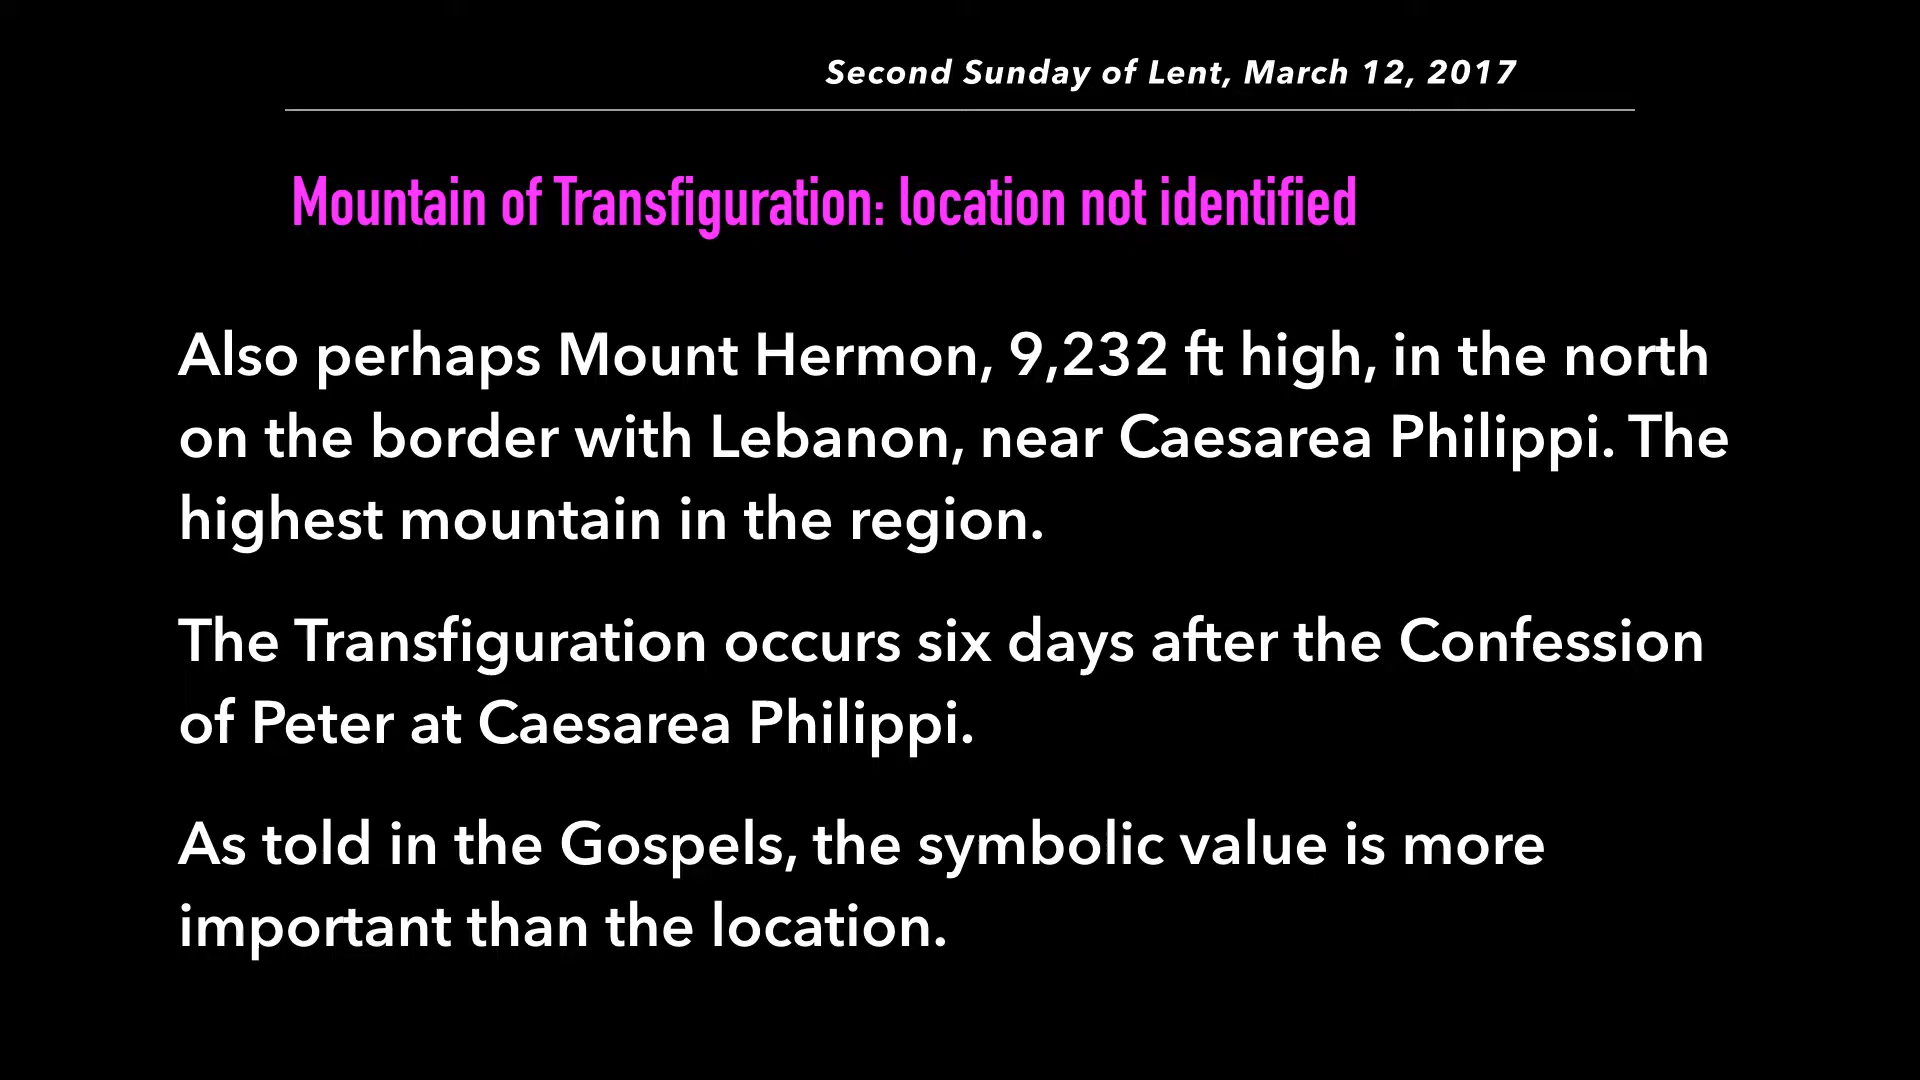 Second Sunday of Lent, March 12, 2017
Mountain of Transfiguration: location not identified
Also perhaps Mount Hermon, 9,232 ft high, in the north
on the border with Lebanon, near Caesarea Philippi. The
highest mountain in the region.
The Transfiguration occurs six days after the Confession
of Peter at Caesarea Philippi.
As told in the Gospels, the symbolic value is more
important than the location.